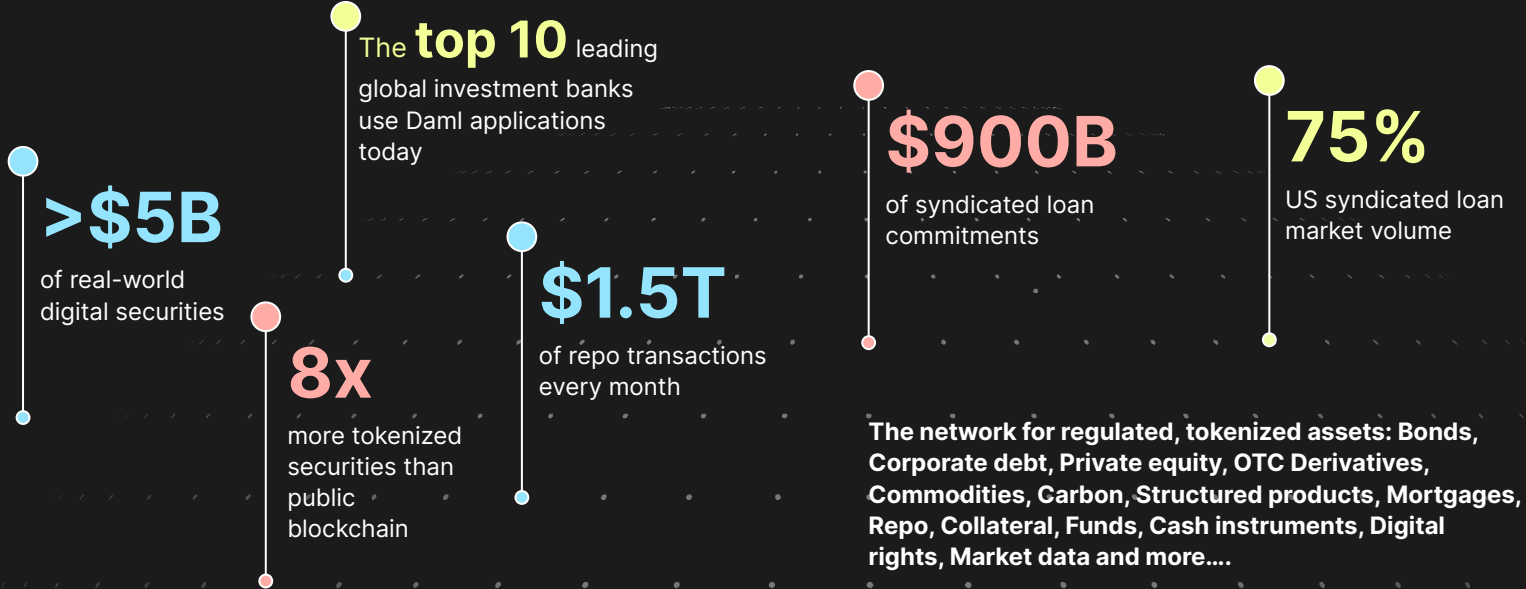 >$5B
of real-world
digital securities
The top 10 leading
global investment banks
use Daml applications
today
8x
more tokenized
securities than
public
blockchain
$1.5T
of repo transactions
every month
$900B
of syndicated loan
commitments
75%
US syndicated loan
market volume
The network for regulated, tokenized assets: Bonds,
Corporate debt, Private equity, OTC Derivatives,
Commodities, Carbon, Structured products, Mortgages,
Repo, Collateral, Funds, Cash instruments, Digital
rights, Market data and more....